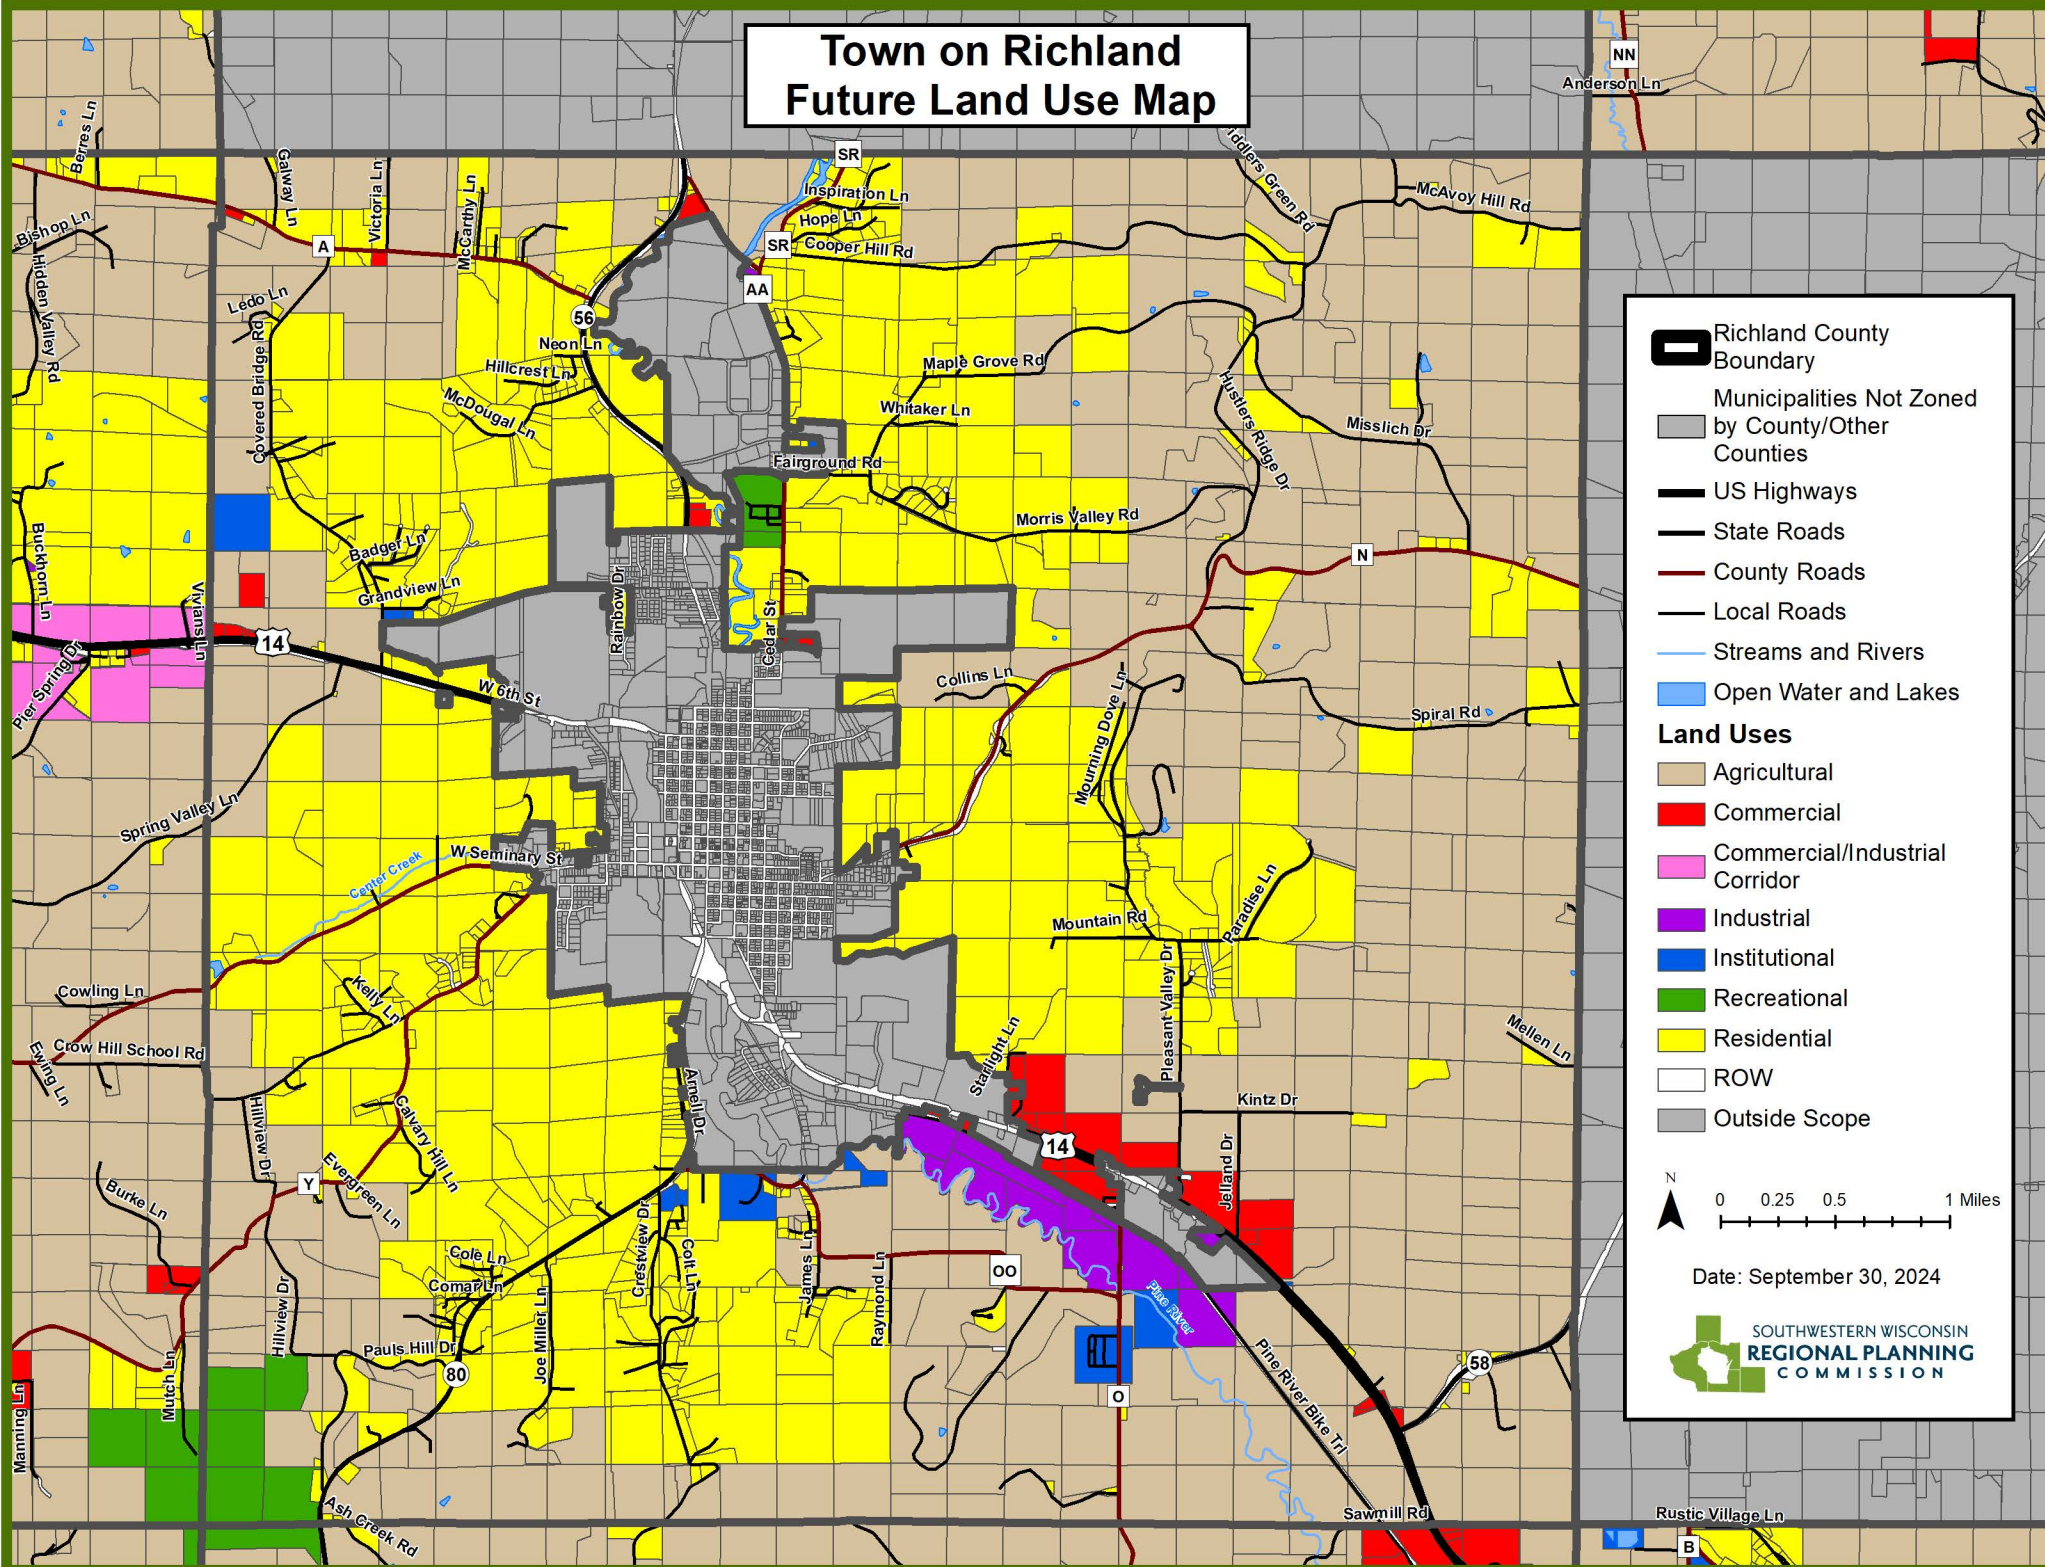 Town on Richland
Future Land Use Map
NN
Anderson Ln
Berres Ln
Galway Ln
Victoria Ln
McCarthy Ln
SR
Inspiration Ln
Hope Ln
SR
Cooper Hill Rd
iddlers Green Rd
McAvoy Hill Rd
Bishop Ln
A
Hidden Valley Rd
Ledo Ln
AA
56
Covered Bridge Rd
Neon Ln
Hillcrest Ln
McDougal Ln
Maple Grove Rd
Whitaker Ln
Hustlers Ridge Dr
Misslich Dr
Fairground Rd
Morris Valley Rd
Buckhorn Ln
Badger Ln
Grandview Ln
N
Vivians Ln
Rainbow Dr
Cedar St
14
Pier Spring Dr
W 6th St
Collins Ln
Mourning Dove Ln
Spiral Rd
Spring Valley Ln
Center Creek
W Seminary St
Paradise Ln
Mountain Rd
Pleasant Valley Dr
Cowling Ln
Kelly Ln
Ewing Ln
Crow Hill School Rd
Starlight Ln
Mellen Ln
Hillview Dr
Calvary Hill Ln
Arnell Dr
Kintz Dr
14
Jelland Dr
Burke Ln
Y
Evergreen Ln
Crestview Dr
Colt Ln
James Ln
Raymond Ln
Cole Ln
Comar Ln
OO
Pine River
Hillview Dr
Joe Miller Ln
Pauls Hill Dr
80
Mutch Ln
Manning Ln
O
Pine River Bike Trl
58
Ash Creek Rd
Sawmill Rd
Rustic Village Ln
B
Richland County
Boundary
Municipalities Not Zoned
by County/Other
Counties
US Highways
State Roads
County Roads
Local Roads
Streams and Rivers
Open Water and Lakes
Land Uses
Agricultural
Commercial
Commercial/Industrial
Corridor
Industrial
Institutional
Recreational
Residential
ROW
Outside Scope
N
0 0.25 0.5 1 Miles
Date: September 30, 2024
SOUTHWESTERN WISCONSIN
REGIONAL PLANNING
COMMISSION